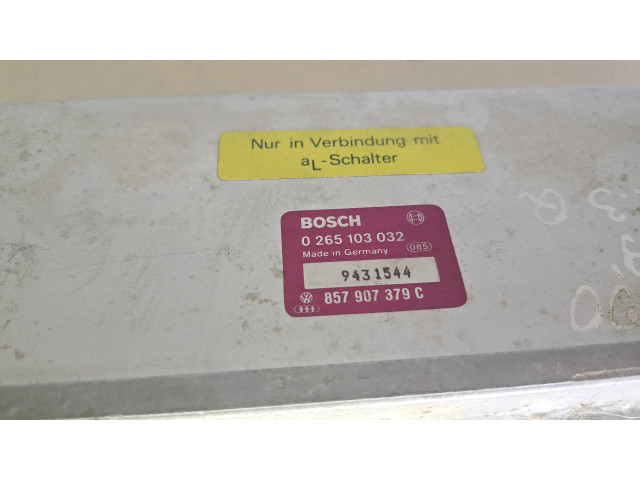 Nur in Verbindung mit
aL-Schalter
BOSCH
0 265 103 032
Made in Germany 085
9431544
857 907 379 C